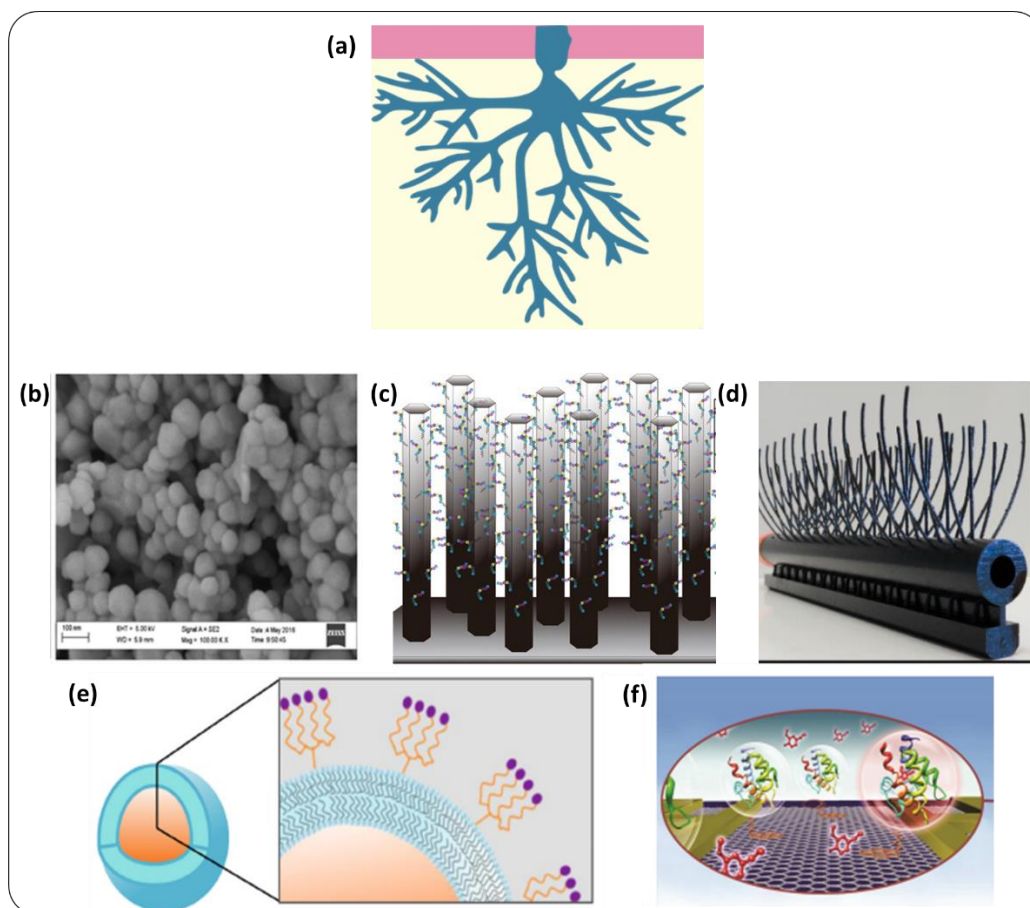 (a)
(b)
(c)
(d)
100 nm
EHT = 5.00 kV
Signal A = SE2
Date :4 May 2016
WD = 5.9 mm
Mag = 100.00 K X
Time :9:50:45
ZEISS
(e)
(f)